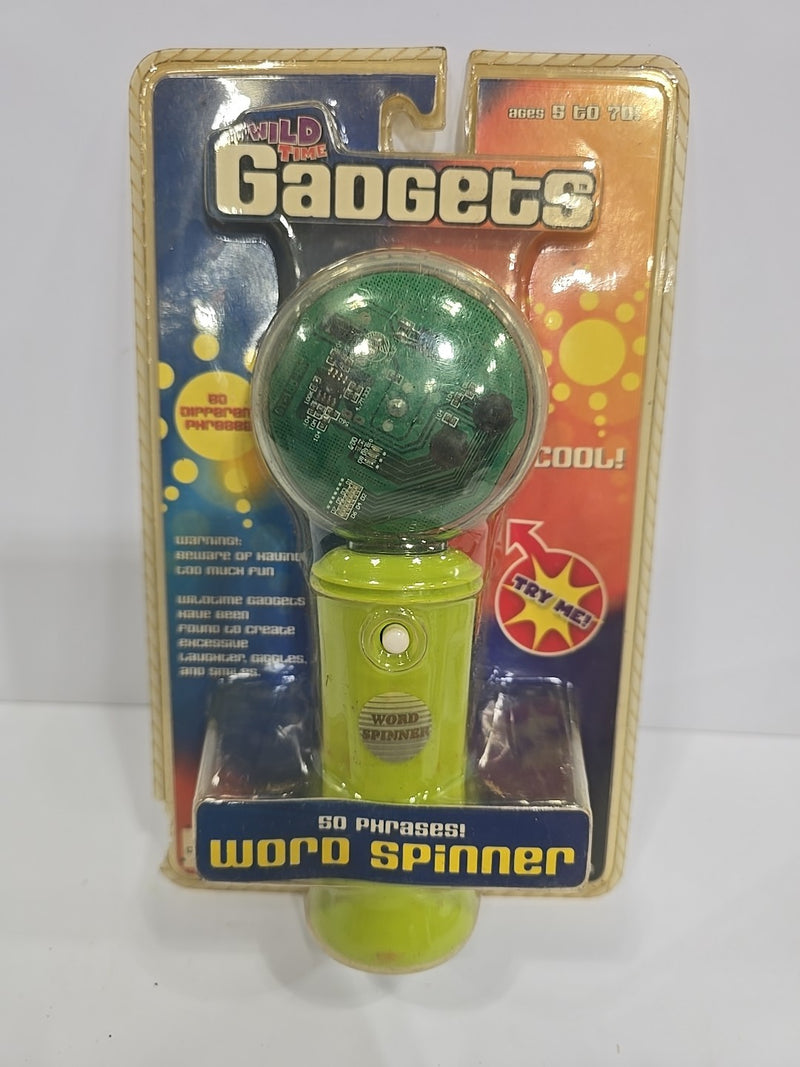 AGES 5 TO 70!
WILD
TIME
GADGETS
COOL!
WARNING!:
BEWARE OF HAVING
TOO MUCH FUN
WILDTIME GADGETS
HAVE BEEN
FOUND TO CREATE
EXCESSIVE
LAUGHTER, GIGGLES,
AND SMILES.
DIFFERENT
PHRASES
TRY ME!
WORD
SPINNER
50 PHRASES!
WORD SPINNER